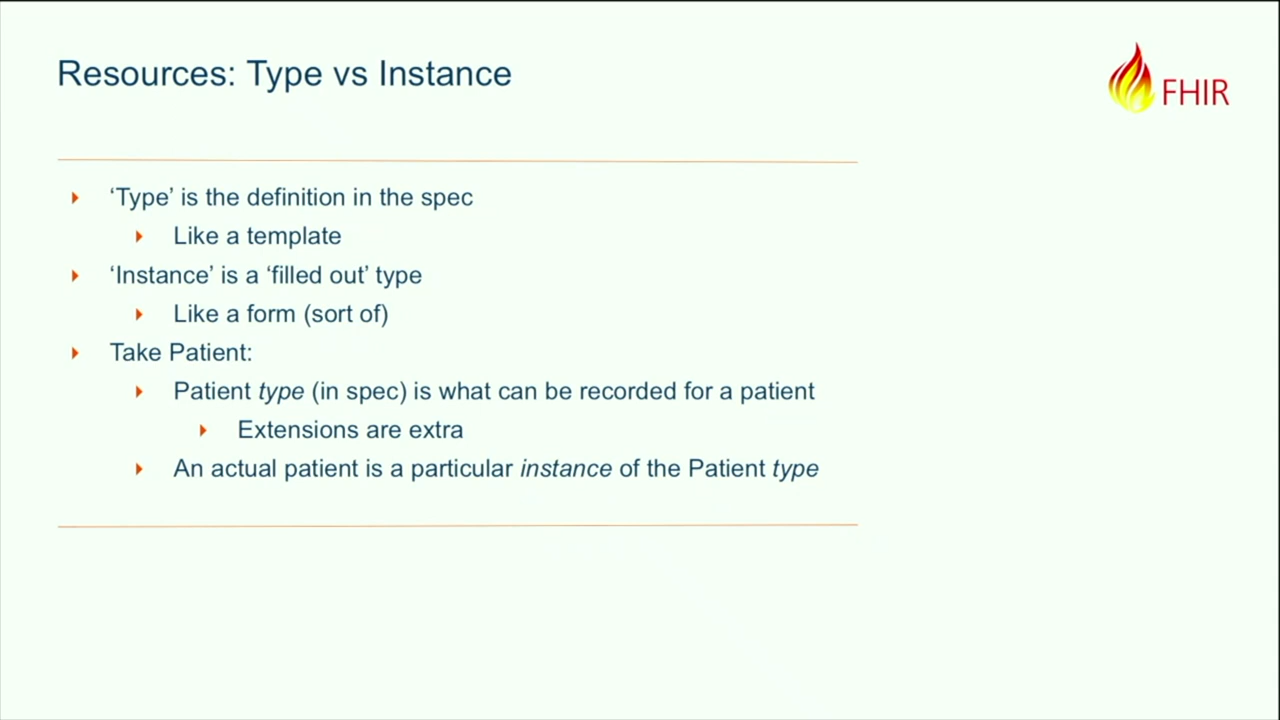 Resources: Type vs Instance
FHIR
‘Type’ is the definition in the spec
Like a template
‘Instance’ is a ‘filled out’ type
Like a form (sort of)
Take Patient:
Patient type (in spec) is what can be recorded for a patient
Extensions are extra
An actual patient is a particular instance of the Patient type